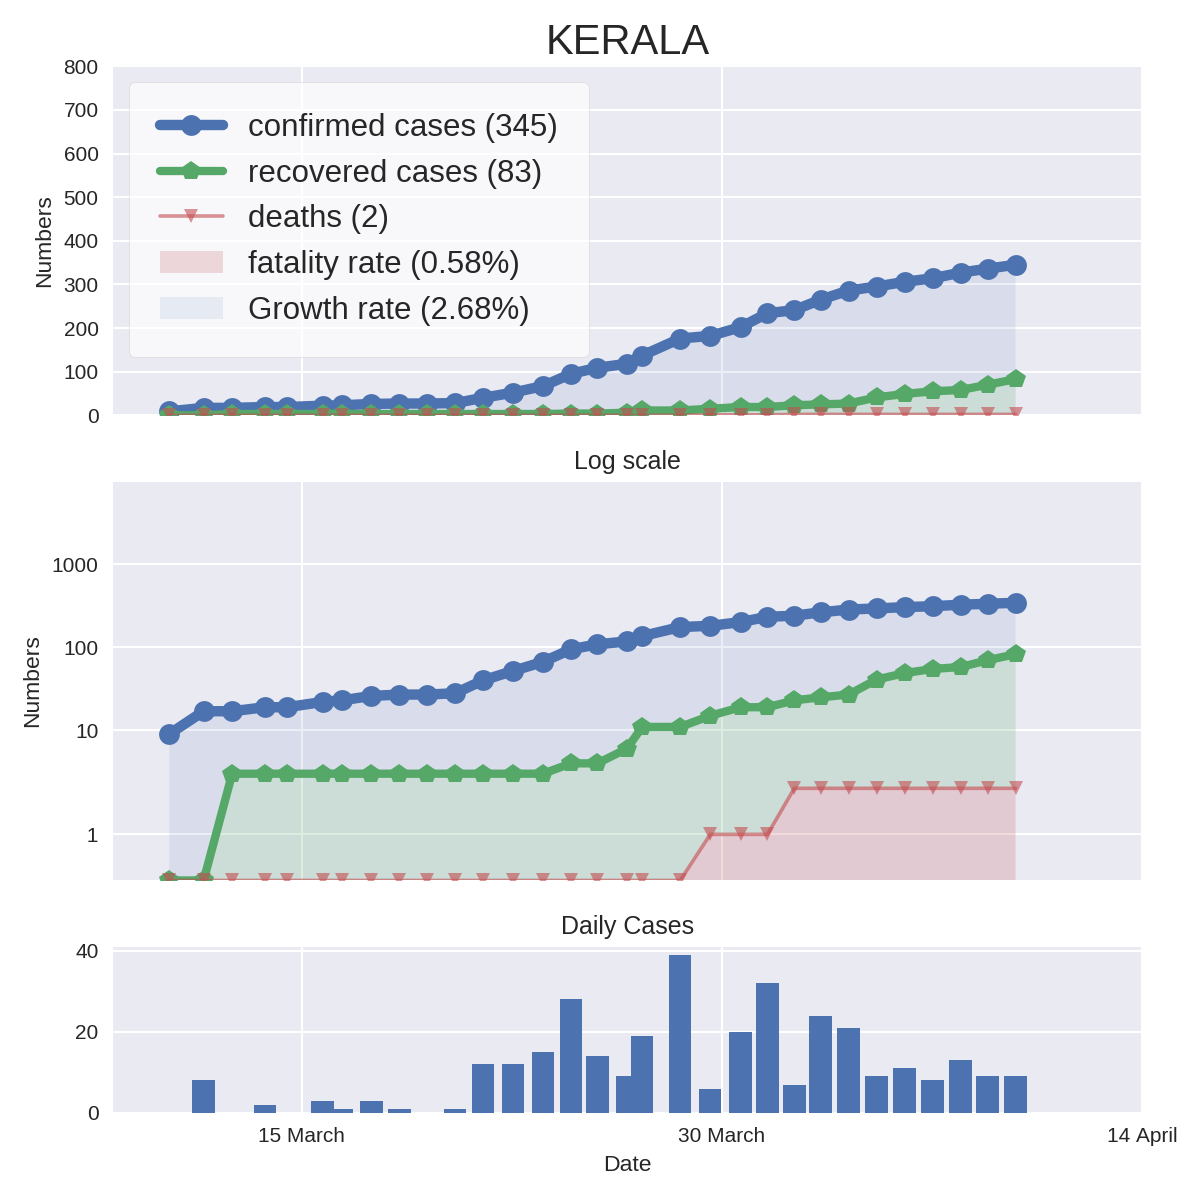 KERALA
800
700
600
500
400
300
200
100
0
Numbers
confirmed cases (345)
recovered cases (83)
deaths (2)
fatality rate (0.58%)
Growth rate (2.68%)
Log scale
1000
100
10
1
Numbers
Daily Cases
40
20
0
15 March 30 March 14 April
Date